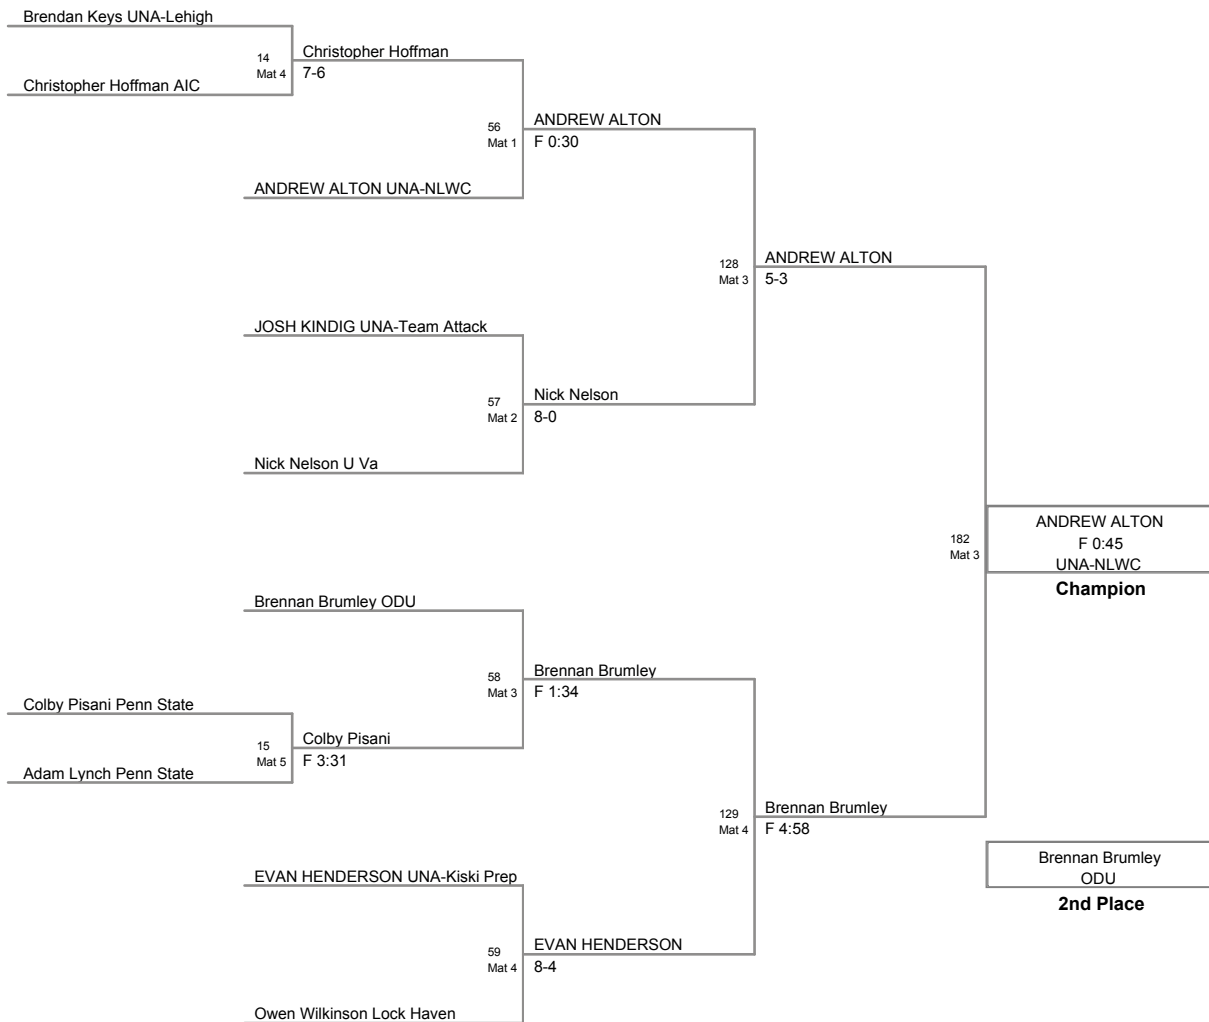 Brendan Keys UNA-Lehigh
14
Mat 4
Christopher Hoffman
7-6
Christopher Hoffman AIC
56
Mat 1
ANDREW ALTON
F 0:30
ANDREW ALTON UNA-NLWC
128
Mat 3
ANDREW ALTON
5-3
JOSH KINDIG UNA-Team Attack
57
Mat 2
Nick Nelson
8-0
Nick Nelson U Va
182
Mat 3
ANDREW ALTON
F 0:45
UNA-NLWC
Champion
Brennan Brumley ODU
58
Mat 3
Brennan Brumley
F 1:34
Colby Pisani Penn State
15
Mat 5
Colby Pisani
F 3:31
Adam Lynch Penn State
129
Mat 4
Brennan Brumley
F 4:58
EVAN HENDERSON UNA-Kiski Prep
59
Mat 4
EVAN HENDERSON
8-4
Owen Wilkinson Lock Haven
Brennan Brumley
ODU
2nd Place